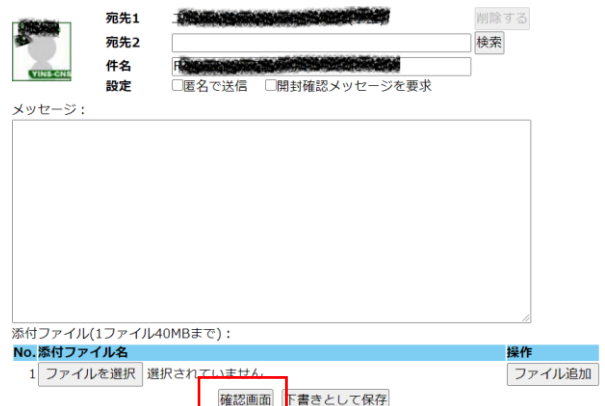 宛先1 削除する
YINS-CNS
宛先2 検索
件名
設定 匿名で送信 開封確認メッセージを要求
メッセージ：
添付ファイル(1ファイル40MBまで)：
No. 添付ファイル名 操作
1 ファイルを選択 選択されていません ファイル追加
確認画面 下書きとして保存